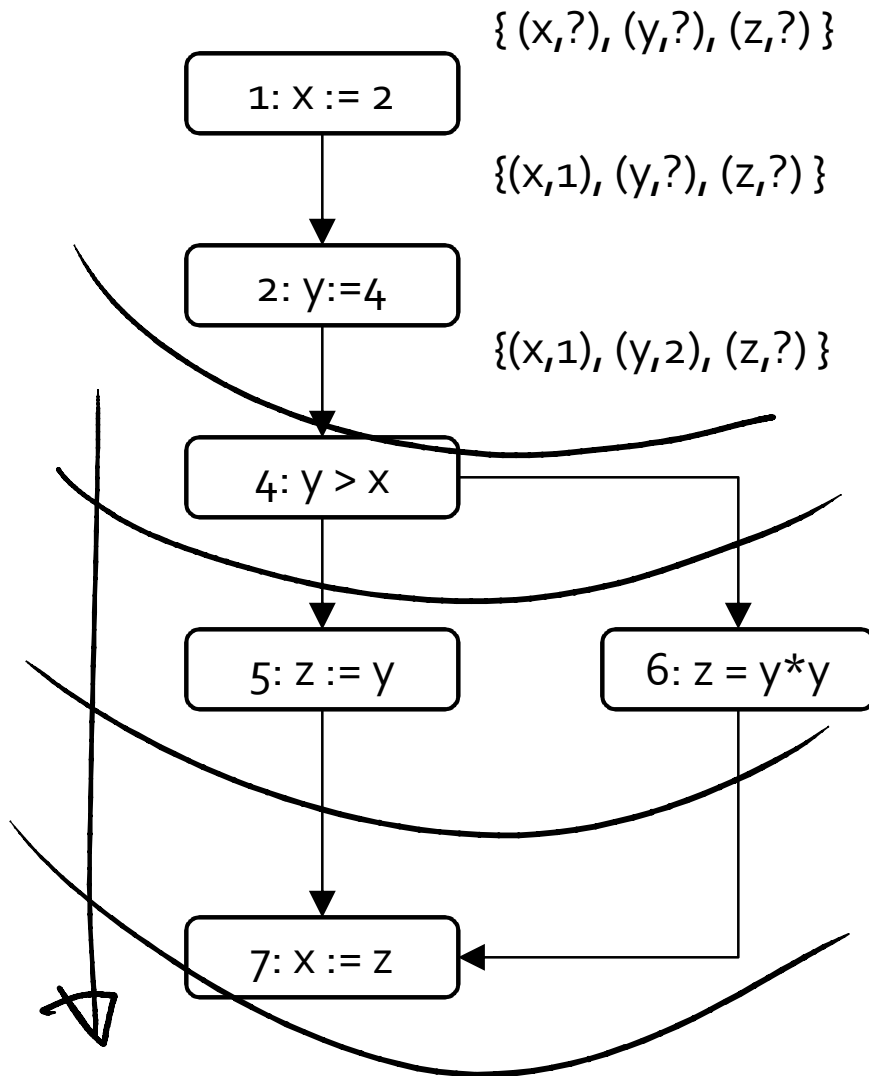 { (x,?), (y,?), (z,?) }
1: x := 2
{(x,1), (y,?), (z,?) }
2: y:=4
{(x,1), (y,2), (z,?) }
4: y > x
5: z := y
6: z = y*y
7: x := z